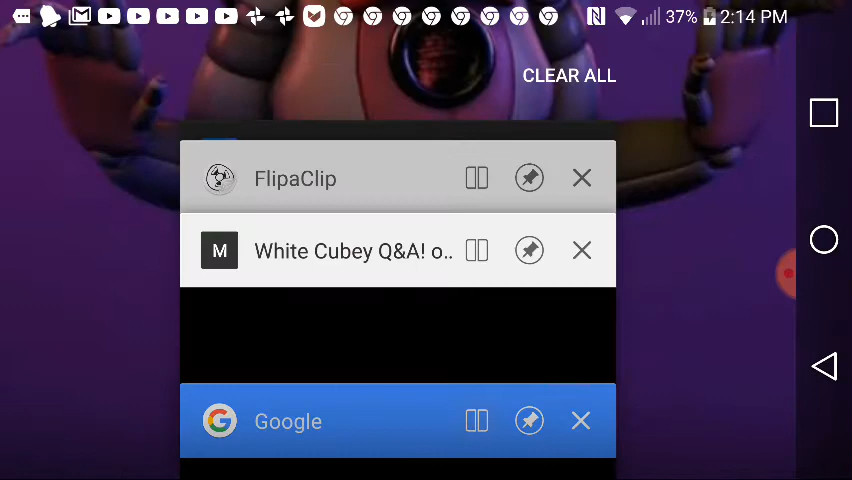 37% 2:14 PM
CLEAR ALL
FlipaClip
M White Cubey Q&A! o..
Google